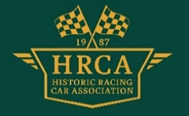 19 87
HRCA
HISTORIC RACING
CAR ASSOCIATION